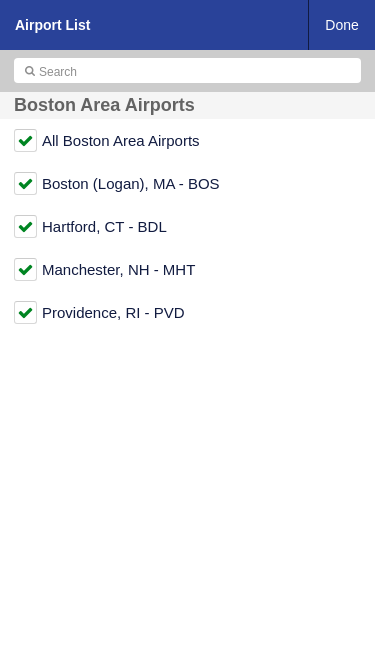 Airport List
Done
Search
Boston Area Airports
All Boston Area Airports
Boston (Logan), MA - BOS
Hartford, CT - BDL
Manchester, NH - MHT
Providence, RI - PVD